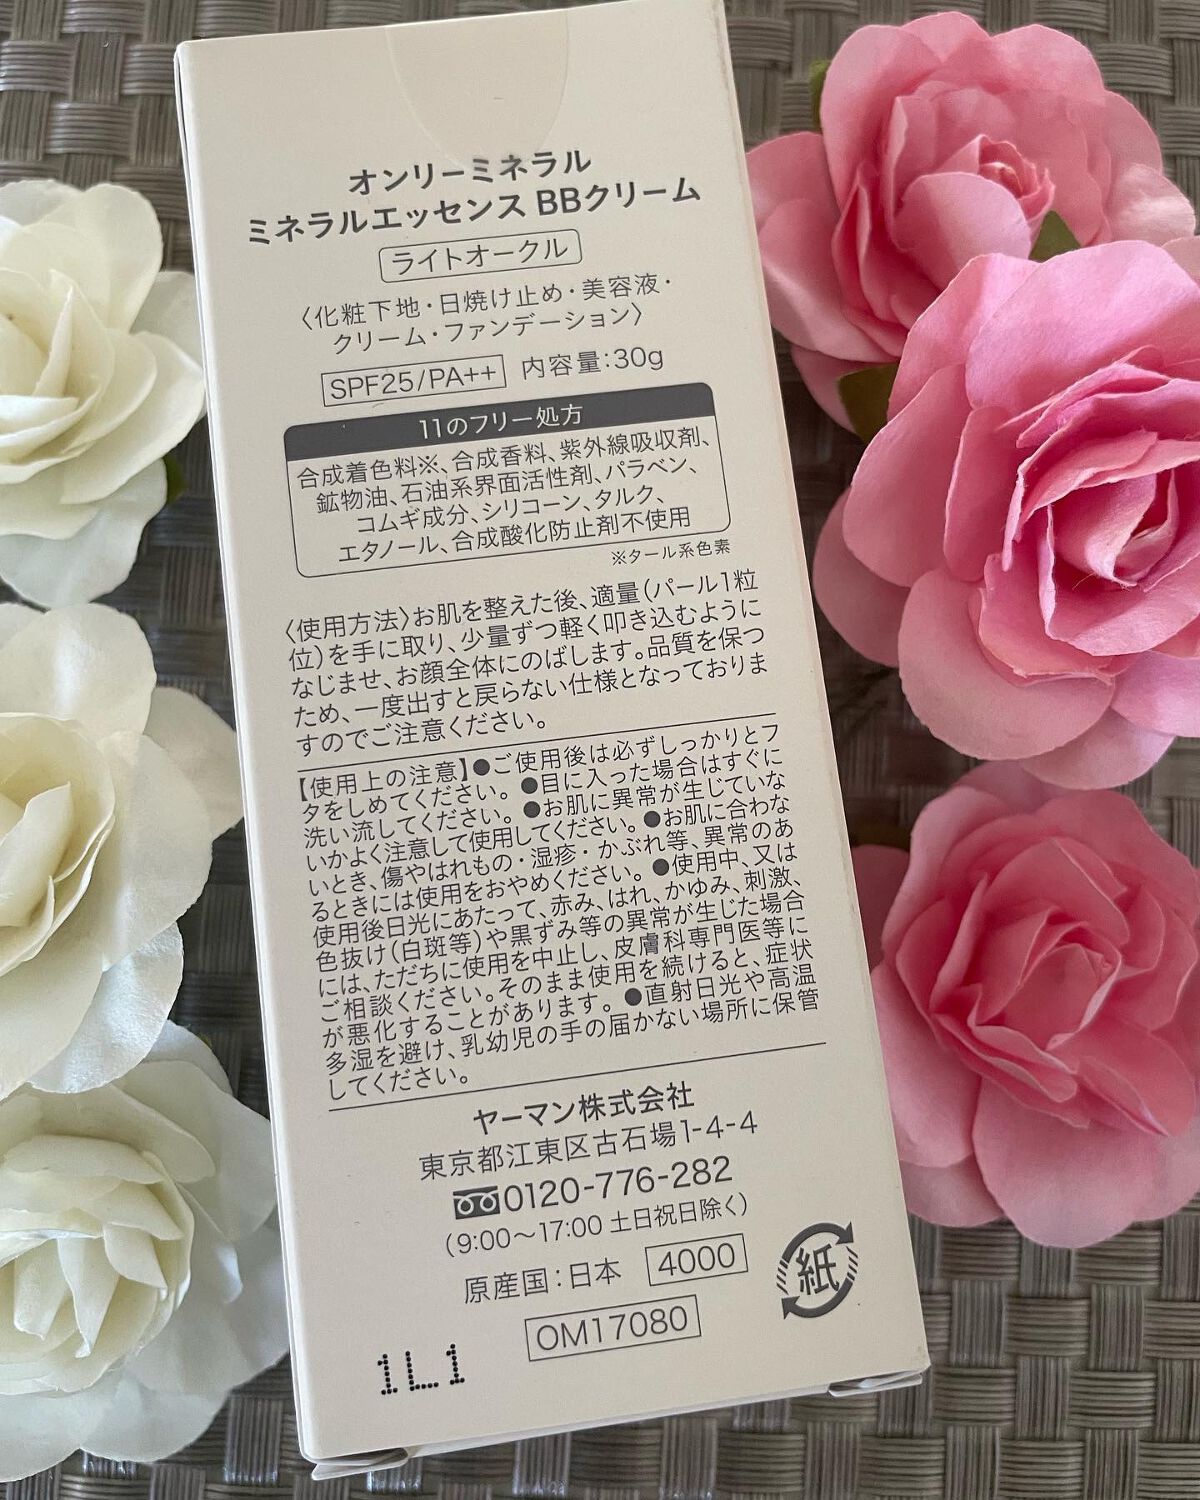 オンリーミネラル
ミネラルエッセンス BBクリーム
ライトオークル
〈化粧下地・日焼け止め・美容液・
クリーム・ファンデーション〉
SPF25/PA++ 内容量:30g
11のフリー処方
合成着色料※、合成香料、紫外線吸収剤、
鉱物油、石油系界面活性剤、パラベン、
コムギ成分、シリコーン、タルク、
エタノール、合成酸化防止剤不使用
※タール系色素
〈使用方法〉お肌を整えた後、適量(パール1粒
位)を手に取り、少量ずつ軽く叩き込むように
なじませ、お顔全体にのばします。品質を保つ
ため、一度出すと戻らない仕様となっておりま
すのでご注意ください。
【使用上の注意】●ご使用後は必ずしっかりとフ
タをしめてください。●目に入った場合はすぐに
洗い流してください。●お肌に異常が生じていな
いかよく注意して使用してください。●お肌に合わな
いとき、傷やはれもの・湿疹・かぶれ等、異常のあ
るときには使用をおやめください。●使用中、又は
使用後日光にあたって、赤み、はれ、かゆみ、刺激、
色抜け(白斑等)や黒ずみ等の異常が生じた場合
には、ただちに使用を中止し、皮膚科専門医等に
ご相談ください。そのまま使用を続けると、症状
が悪化することがあります。●直射日光や高温
多湿を避け、乳幼児の手の届かない場所に保管
してください。
ヤーマン株式会社
東京都江東区古石場1-4-4
0120-776-282
(9:00〜17:00 土日祝日除く)
原産国:日本 4000
紙
OM17080
1L1